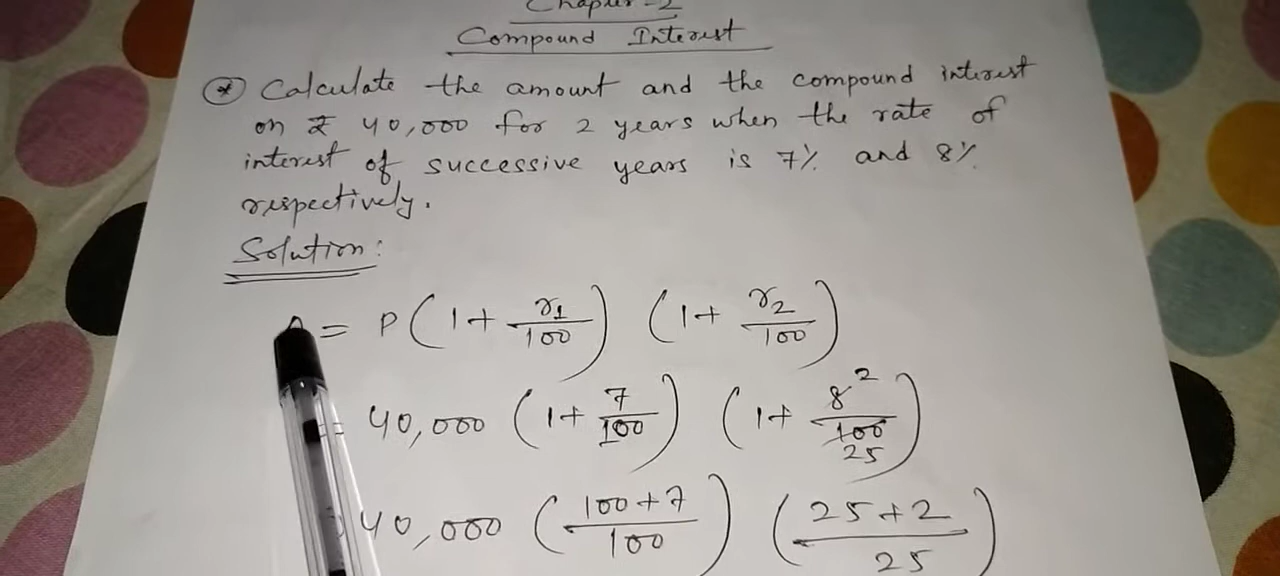 Chapter-2
Compound Interest
* Calculate the amount and the compound interest
on ₹ 40,000 for 2 years when the rate of
interest of successive years is 7% and 8%
respectively.
Solution:
= P(1+ r1/100) (1+ r2/100)
= 40,000 (1+ 7/100) (1+ 8/100 2/25)
40,000 (100+7/100) (25+2/25)